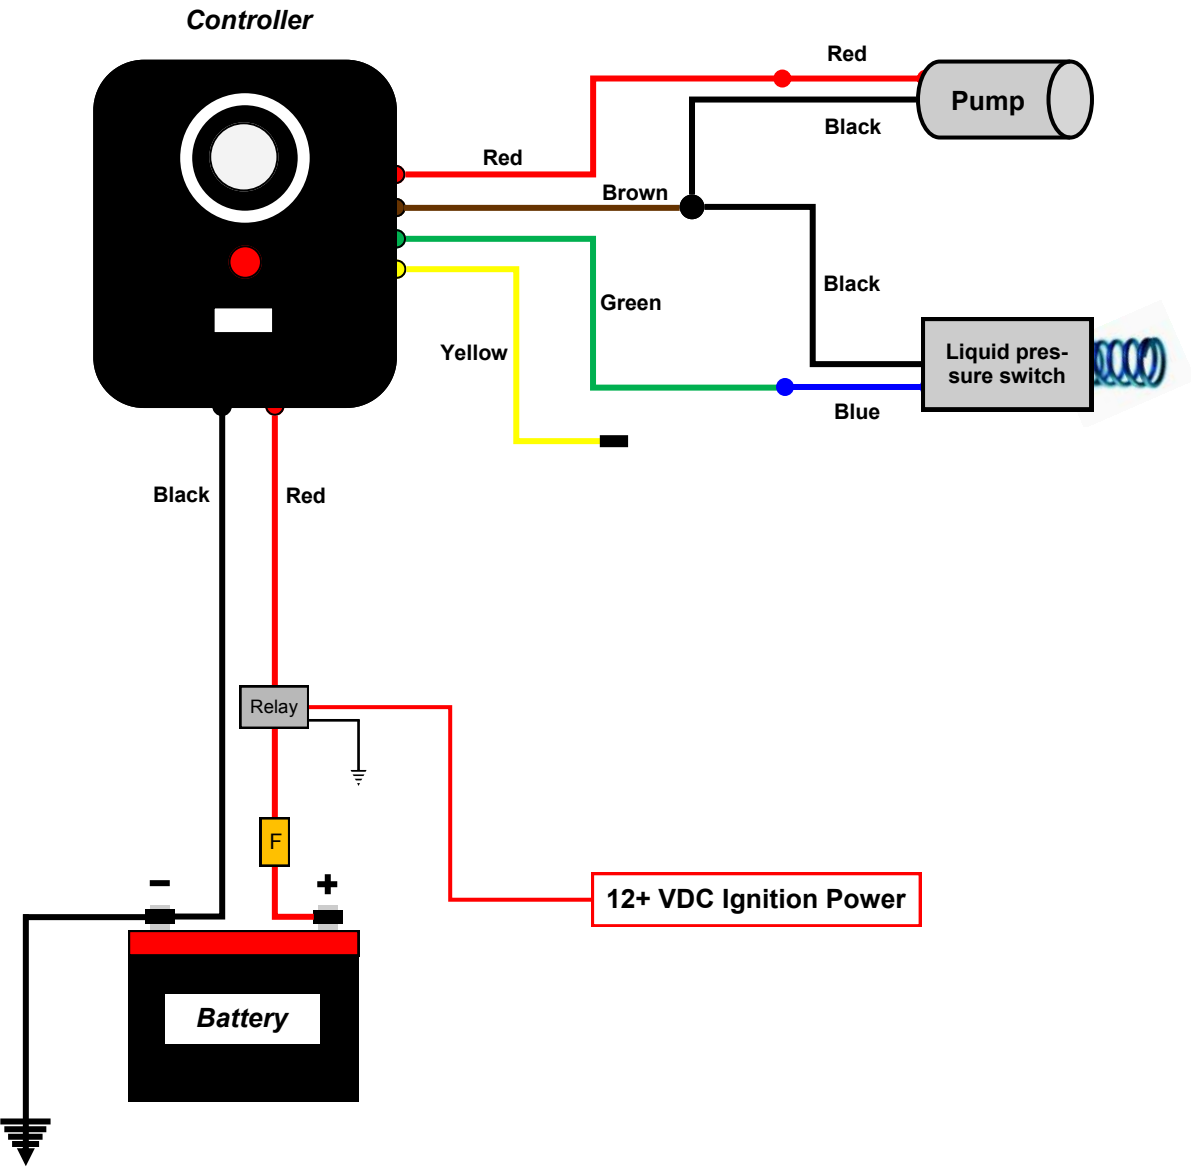 Controller
Red
Pump
Black
Red
Brown
Black
Green
Yellow
Liquid pres-
sure switch
Blue
Black
Red
Relay
F
– +
12+ VDC Ignition Power
Battery